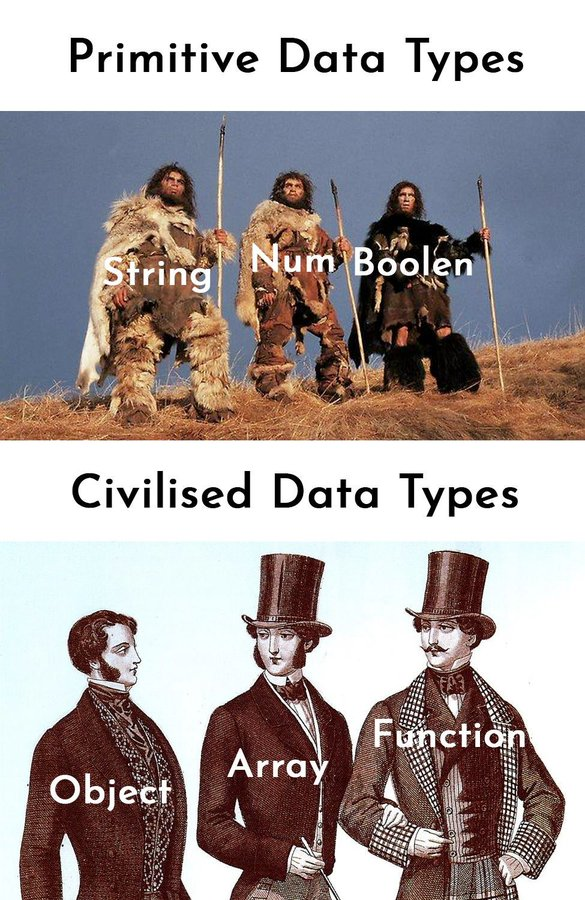 Primitive Data Types
String
Num
Boolen
Civilised Data Types
Object
Array
Function